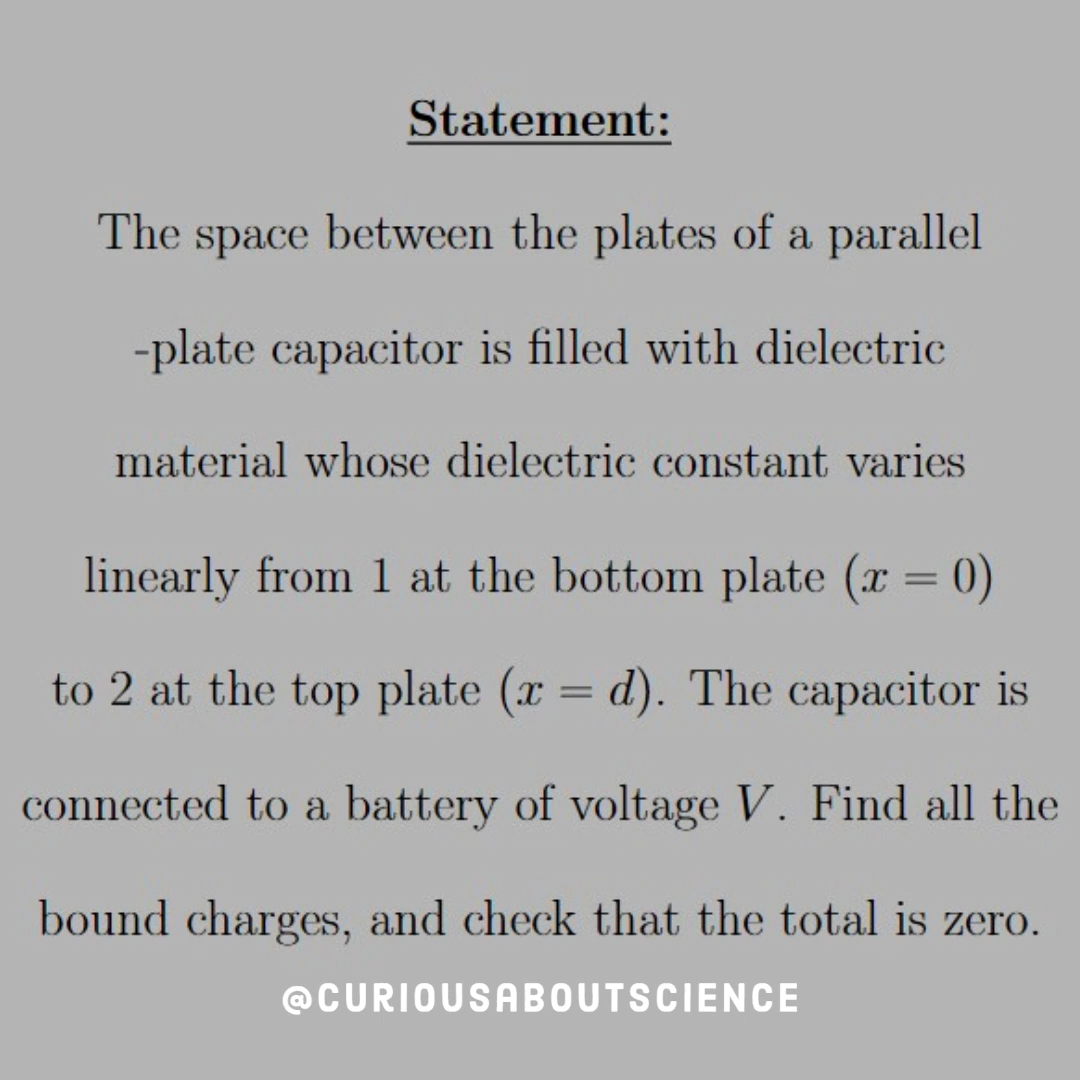 Statement:
The space between the plates of a parallel
-plate capacitor is filled with dielectric
material whose dielectric constant varies
linearly from 1 at the bottom plate (x = 0)
to 2 at the top plate (x = d). The capacitor is
connected to a battery of voltage V. Find all the
bound charges, and check that the total is zero.
@CURIOUSABOUTSCIENCE